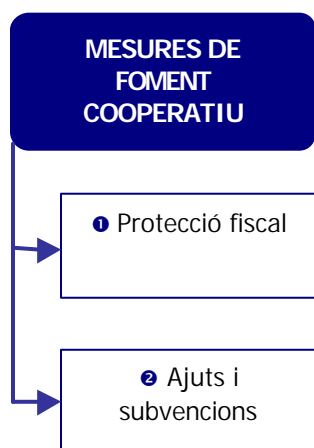 MESURES DE
FOMENT
COOPERATIU
❶ Protecció fiscal
❷ Ajuts i
subvencions